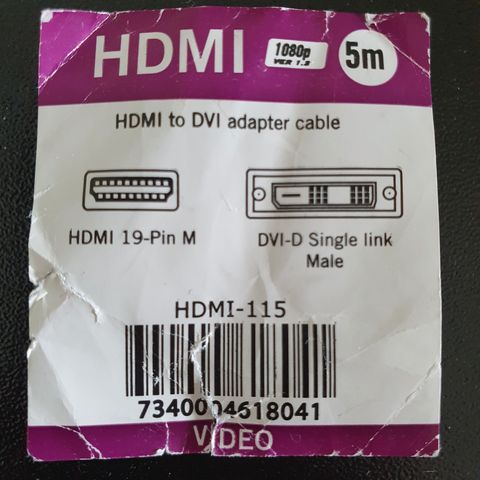 HDMI 1080p 5m
VER 1.3
HDMI to DVI adapter cable
HDMI 19-Pin M
DVI-D Single link
Male
HDMI-115
7340004618041
VIDEO